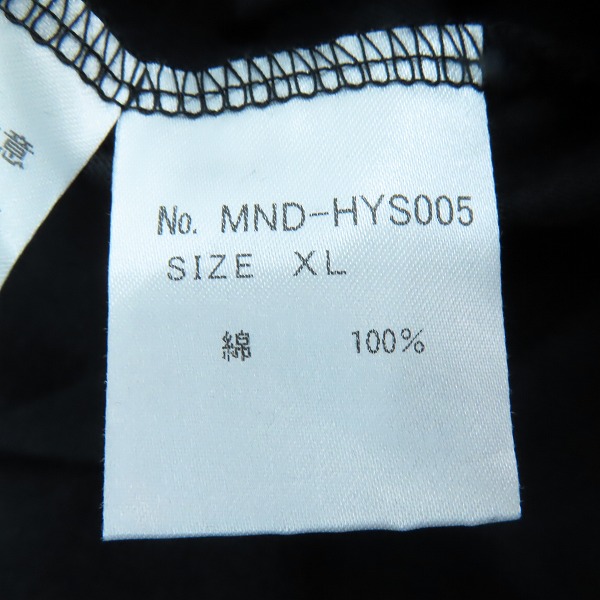 No. MND-HYS005
SIZE XL
綿 100%